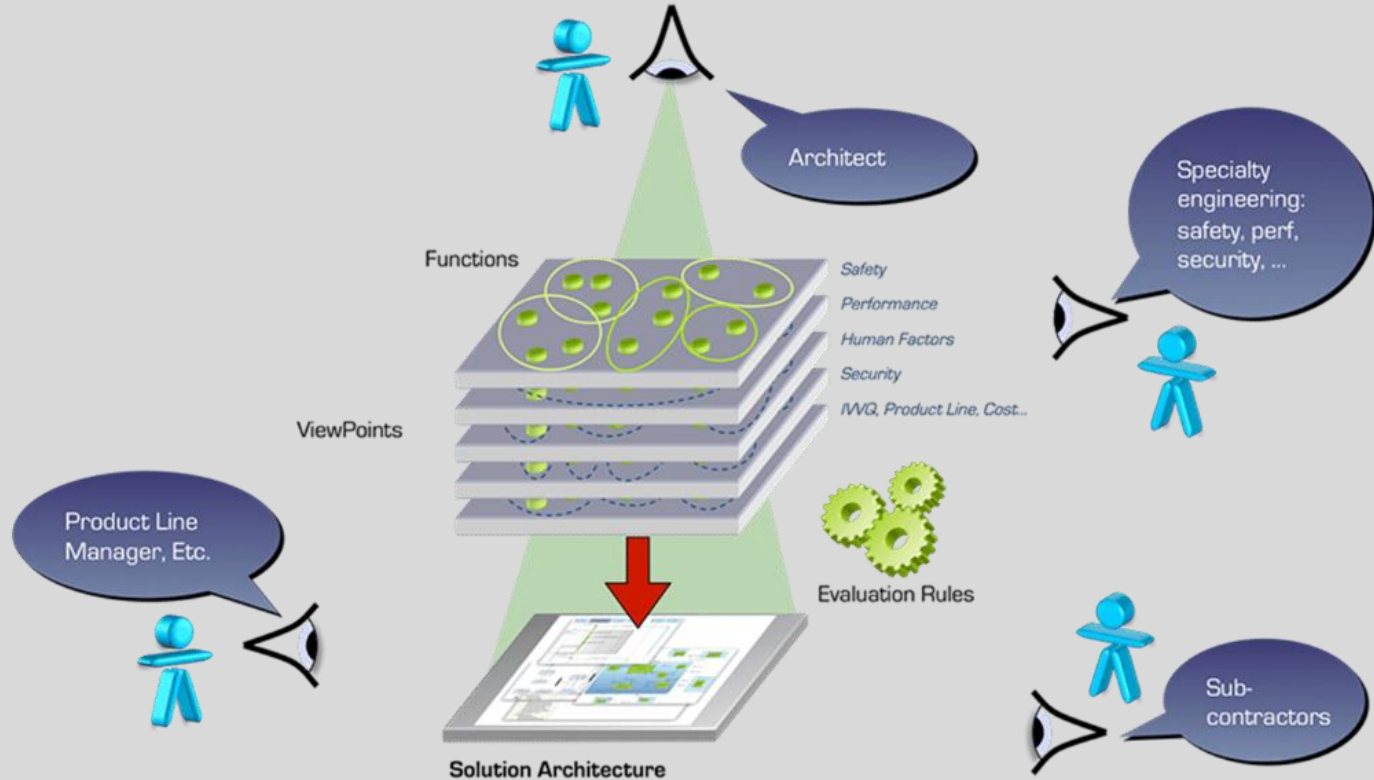 Architect
Specialty
engineering:
safety, perf,
security, ...
Functions
Safety
Performance
Human Factors
Security
IVVQ, Product Line, Cost...
ViewPoints
Product Line
Manager, Etc.
Evaluation Rules
Sub-
contractors
Solution Architecture